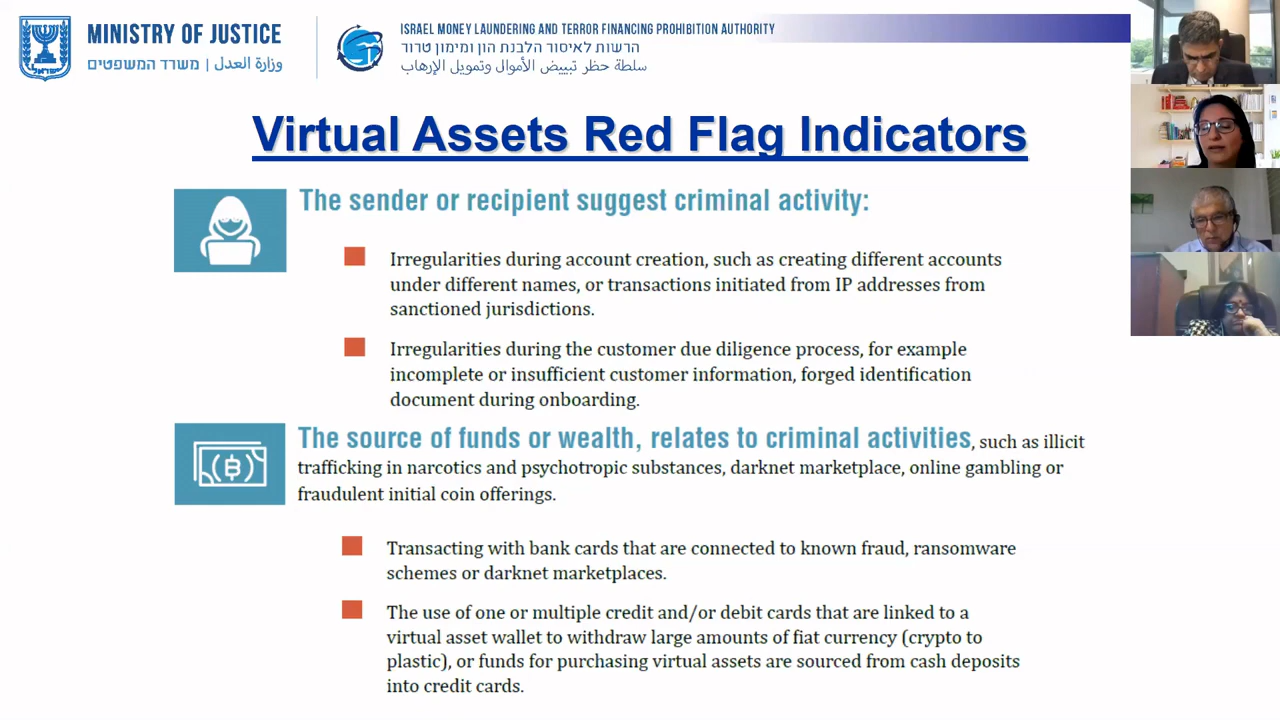 MINISTRY OF JUSTICE
משרד המשפטים | وزارة العدل
ISRAEL MONEY LAUNDERING AND TERROR FINANCING PROHIBITION AUTHORITY
הרשות לאיסור הלבנת הון ומימון טרור
سلطة حظر تبييض الأموال وتمويل الإرهاب
Virtual Assets Red Flag Indicators
The sender or recipient suggest criminal activity:
Irregularities during account creation, such as creating different accounts
under different names, or transactions initiated from IP addresses from
sanctioned jurisdictions.
Irregularities during the customer due diligence process, for example
incomplete or insufficient customer information, forged identification
document during onboarding.
The source of funds or wealth, relates to criminal activities, such as illicit
trafficking in narcotics and psychotropic substances, darknet marketplace, online gambling or
fraudulent initial coin offerings.
Transacting with bank cards that are connected to known fraud, ransomware
schemes or darknet marketplaces.
The use of one or multiple credit and/or debit cards that are linked to a
virtual asset wallet to withdraw large amounts of fiat currency (crypto to
plastic), or funds for purchasing virtual assets are sourced from cash deposits
into credit cards.